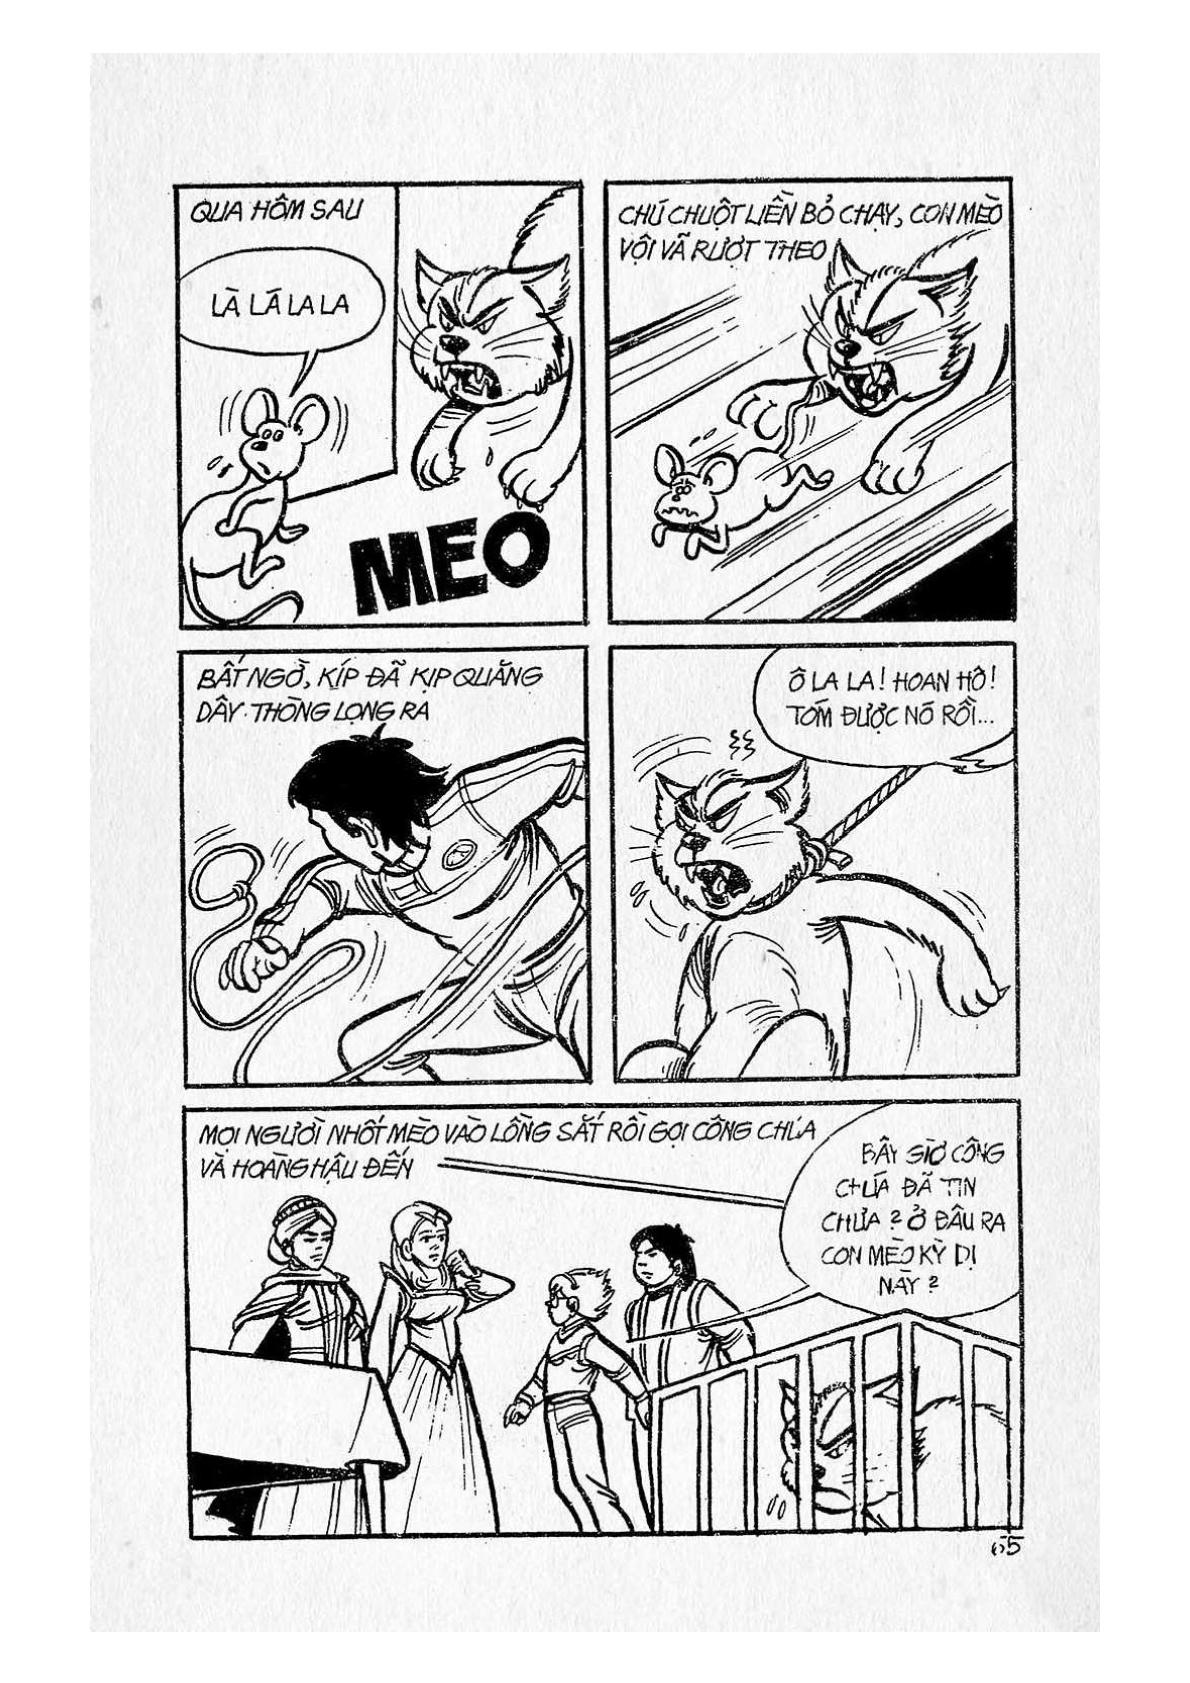 QUA HÔM SAU
LÀ LÁ LA LA
MEO
CHÚ CHUỘT LIỀN BỎ CHẠY, CON MÈO
VỘI VÃ RƯỢT THEO
BẤT NGỜ, KÍP ĐÃ KỊP QUĂNG
DÂY THÒNG LỌNG RA
Ô LA LA! HOAN HÔ!
TÓM ĐƯỢC NÓ RỒI...
MỌI NGƯỜI NHỐT MÈO VÀO LỒNG SẮT RỒI GỌI CÔNG CHÚA
VÀ HOÀNG HẬU ĐẾN
BÂY GIỜ CÔNG
CHÚA ĐÃ TIN
CHƯA? Ở ĐÂU RA
CON MÈO KỲ DỊ
NÀY?
65